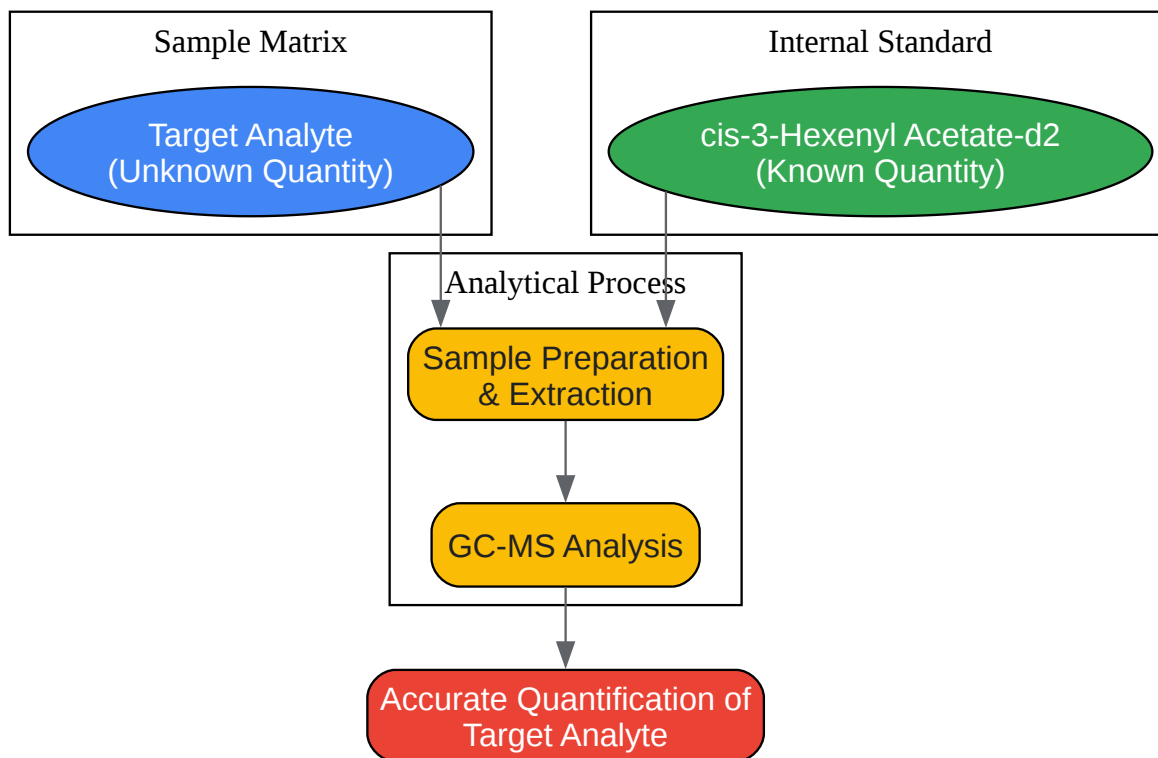 Sample Matrix
Internal Standard
Target Analyte
(Unknown Quantity)
cis-3-Hexenyl Acetate-d2
(Known Quantity)
Analytical Process
Sample Preparation
& Extraction
GC-MS Analysis
Accurate Quantification of
Target Analyte